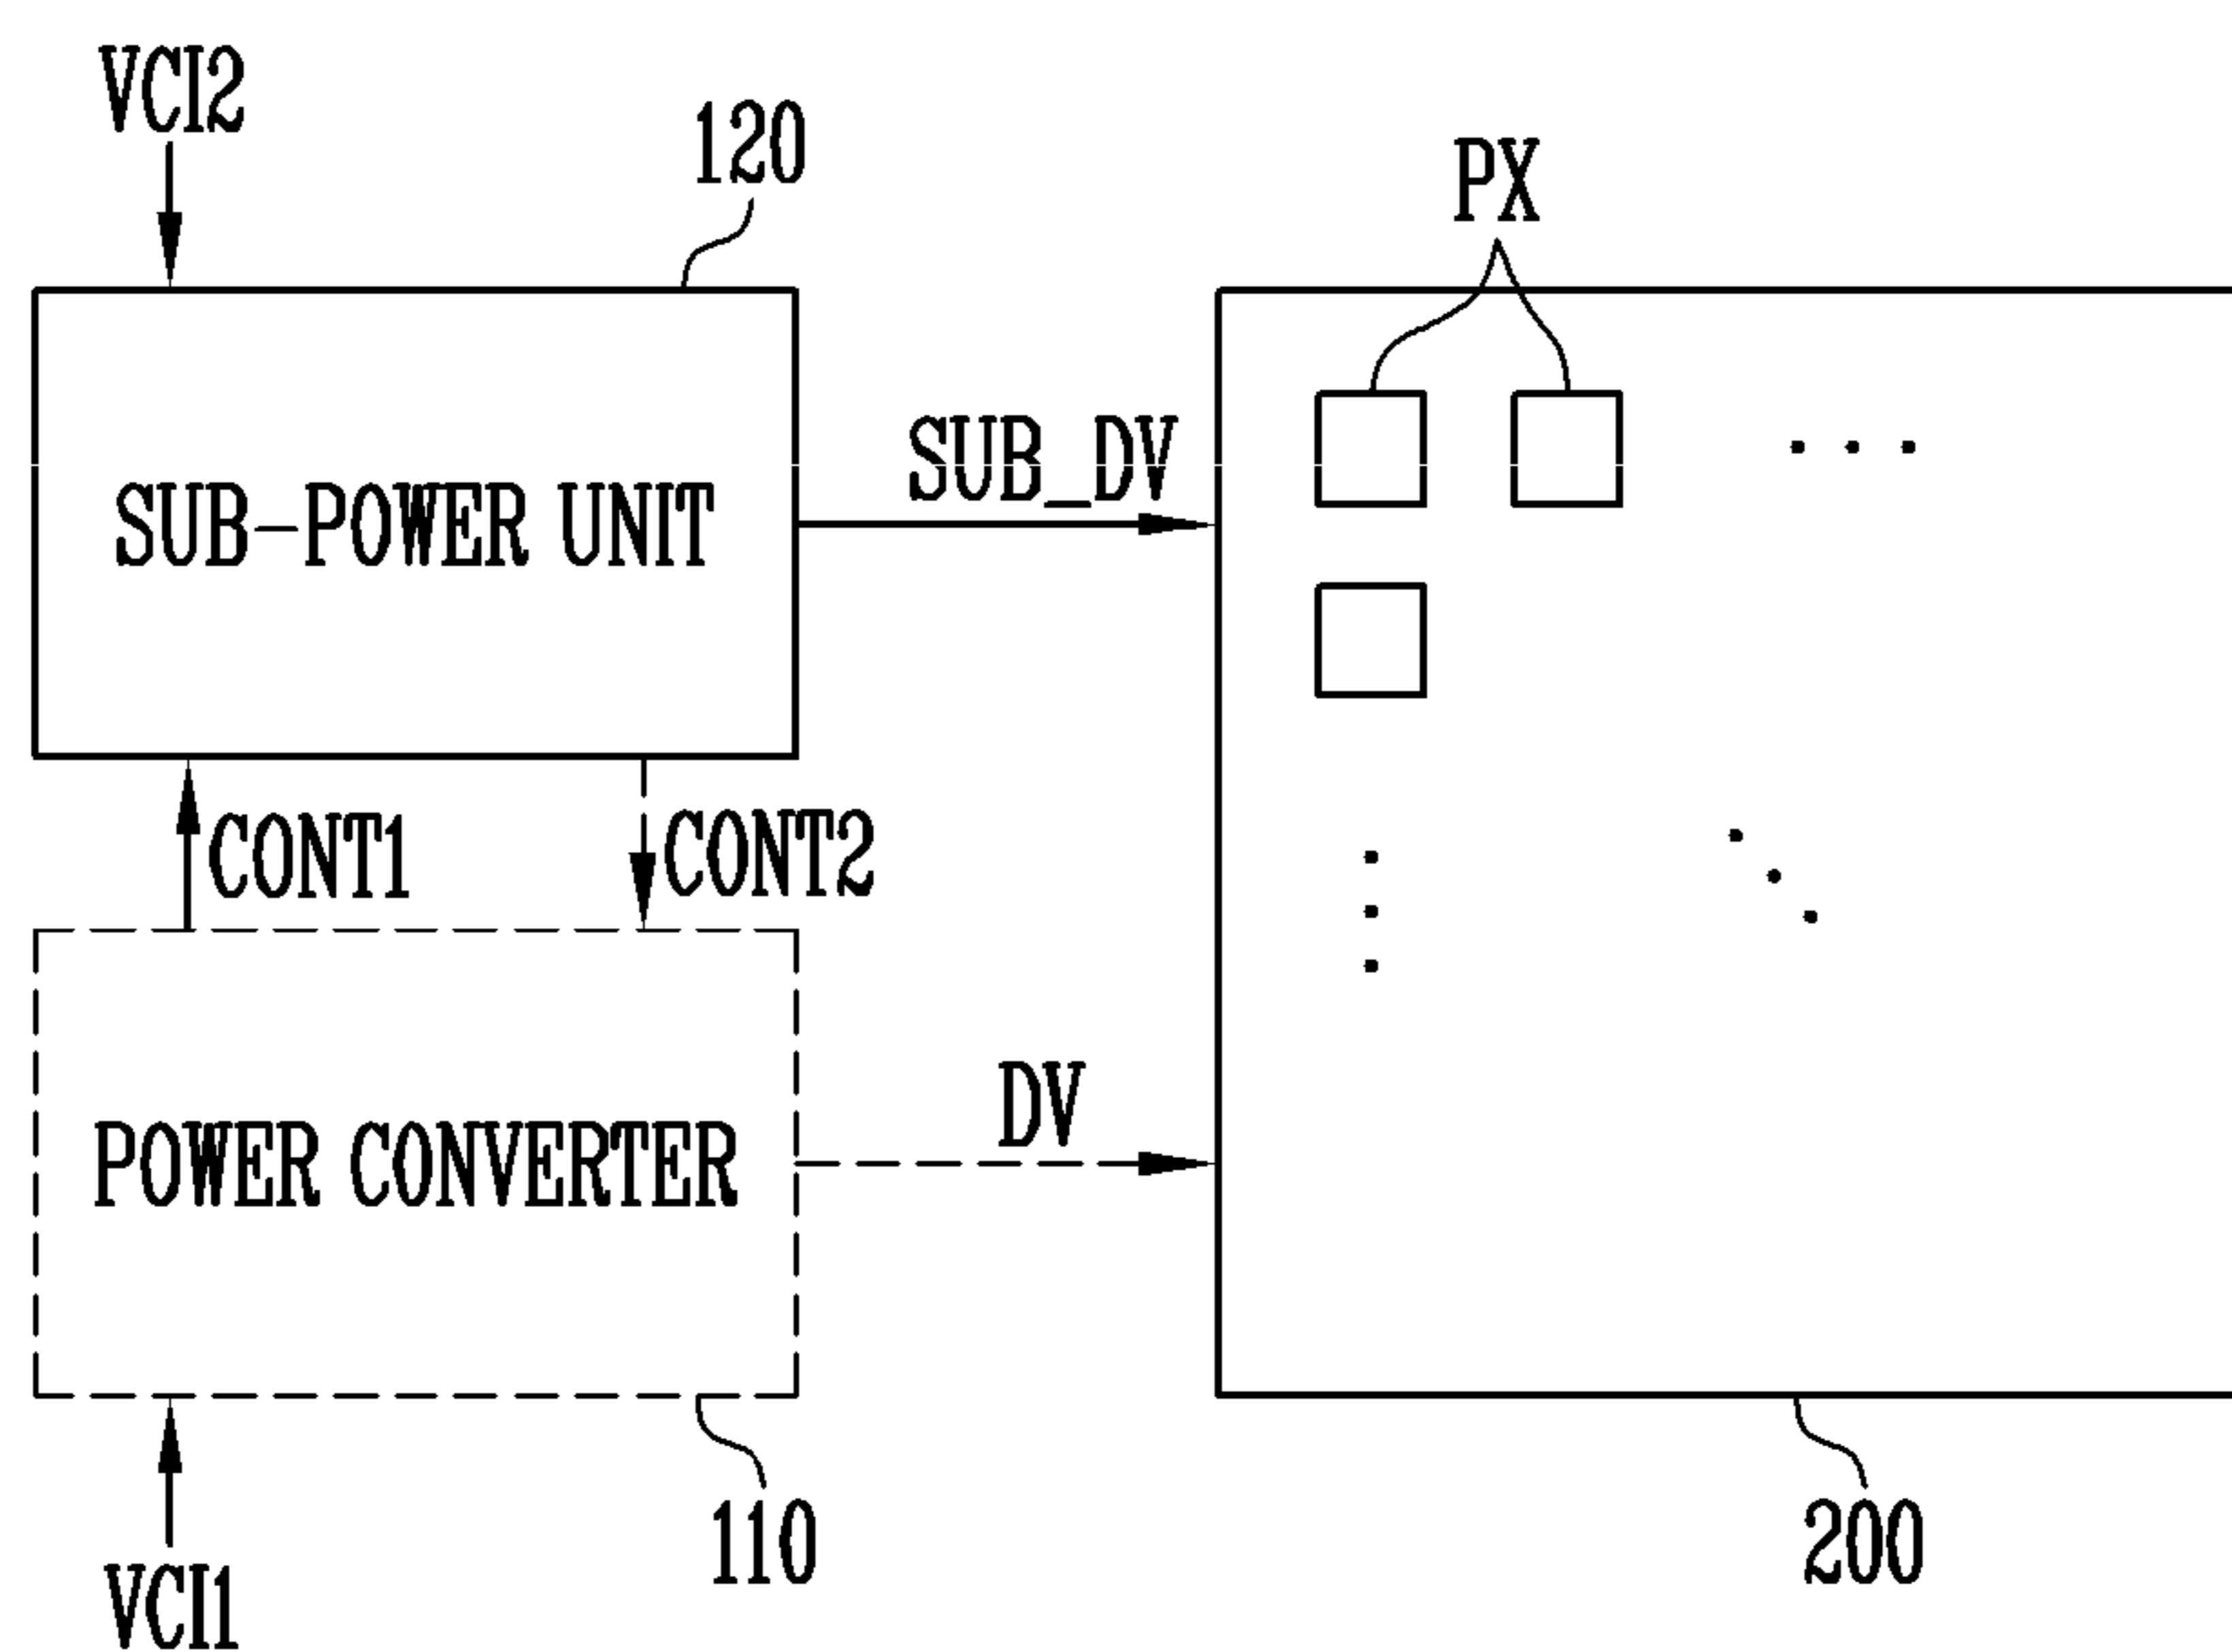 VCI2
120
PX
SUB_DV
SUB-POWER UNIT
CONT1
CONT2
DV
POWER CONVERTER
110
200
VCI1